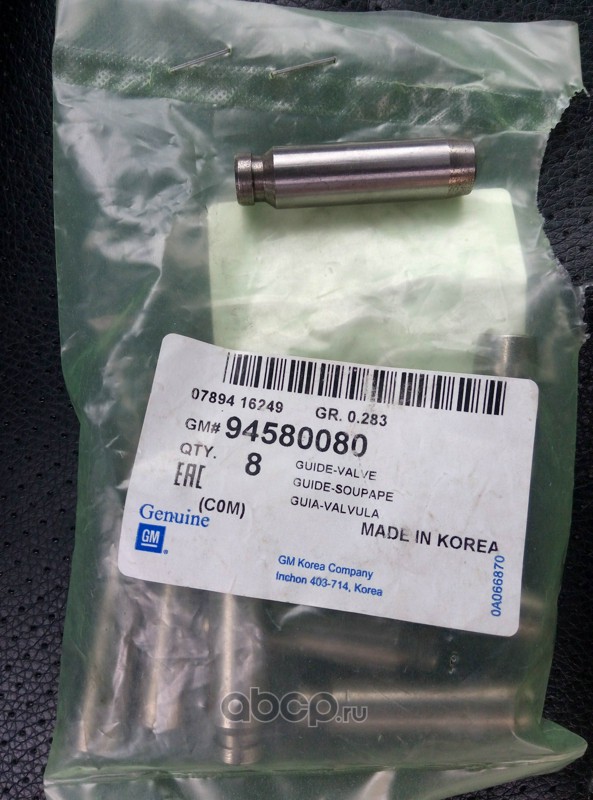 07894 16249 GR. 0.283
GM# 94580080
QTY. 8 GUIDE-VALVE
GUIDE-SOUPAPE
GUIA-VALVULA
EAC
(C0M)
MADE IN KOREA
Genuine
GM
GM Korea Company
Inchon 403-714, Korea
0A066870
abcp.ru